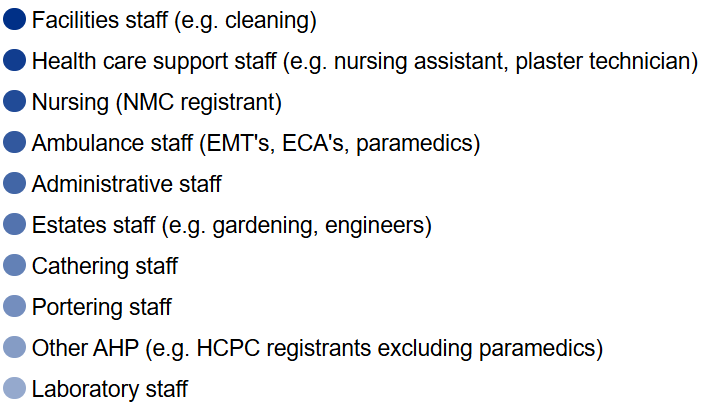 Facilities staff (e.g. cleaning)
Health care support staff (e.g. nursing assistant, plaster technician)
Nursing (NMC registrant)
Ambulance staff (EMT's, ECA's, paramedics)
Administrative staff
Estates staff (e.g. gardening, engineers)
Cathering staff
Portering staff
Other AHP (e.g. HCPC registrants excluding paramedics)
Laboratory staff